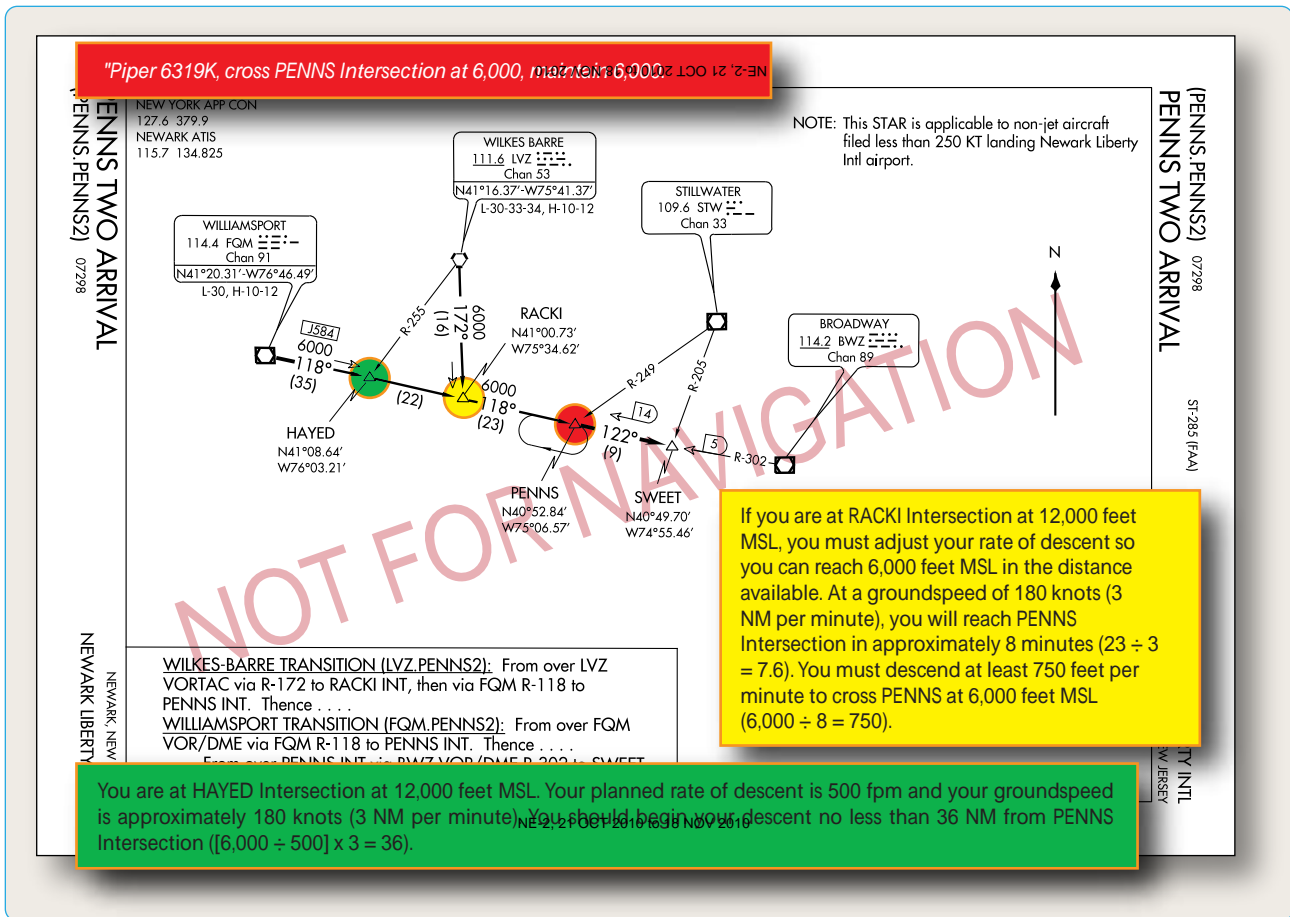 "Piper 6319K, cross PENNS Intersection at 6,000, maintain 6,000.
NE-2, 21 OCT 2010 to 18 NOV 2010
(PENNS.PENNS2) 07298
PENNS TWO ARRIVAL
NEW YORK APP CON
127.6 379.9
NEWARK ATIS
115.7 134.825
NOTE: This STAR is applicable to non-jet aircraft
filed less than 250 KT landing Newark Liberty
Intl airport.
(PENNS.PENNS2) 07298
PENNS TWO ARRIVAL
ST-285 (FAA)
WILKES BARRE
111.6 LVZ
Chan 53
N41°16.37'-W75°41.37'
L-30-33-34, H-10-12
STILLWATER
109.6 STW
Chan 33
WILLIAMSPORT
114.4 FQM
Chan 91
N41°20.31'-W76°46.49'
L-30, H-10-12
BROADWAY
114.2 BWZ
Chan 89
N
J584
6000
118°
(35)
R-255
6000
172°
(16)
RACKI
N41°00.73'
W75°34.62'
(22)
6000
118°
(23)
R-249
R-205
14
122°
(9)
5
R-302
HAYED
N41°08.64'
W76°03.21'
PENNS
N40°52.84'
W75°06.57'
SWEET
N40°49.70'
W74°55.46'
NOT FOR NAVIGATION
If you are at RACKI Intersection at 12,000 feet
MSL, you must adjust your rate of descent so
you can reach 6,000 feet MSL in the distance
available. At a groundspeed of 180 knots (3
NM per minute), you will reach PENNS
Intersection in approximately 8 minutes (23 ÷ 3
= 7.6). You must descend at least 750 feet per
minute to cross PENNS at 6,000 feet MSL
(6,000 ÷ 8 = 750).
WILKES-BARRE TRANSITION (LVZ.PENNS2): From over LVZ
VORTAC via R-172 to RACKI INT, then via FQM R-118 to
PENNS INT. Thence . . . .
WILLIAMSPORT TRANSITION (FQM.PENNS2): From over FQM
VOR/DME via FQM R-118 to PENNS INT. Thence . . . .
From over PENNS INT via BWZ VOR/DME R-302 to SWEET
NEWARK, NEW
NEWARK LIBERTY
TY INTL
EW JERSEY
You are at HAYED Intersection at 12,000 feet MSL. Your planned rate of descent is 500 fpm and your groundspeed
is approximately 180 knots (3 NM per minute). You should begin your descent no less than 36 NM from PENNS
Intersection ([6,000 ÷ 500] x 3 = 36).
NE-2, 21 OCT 2010 to 18 NOV 2010